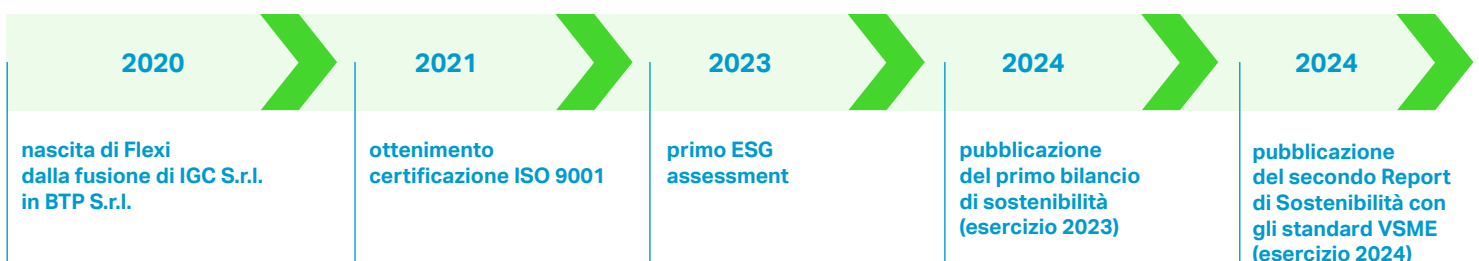 2020
nascita di Flexi
dalla fusione di IGC S.r.l.
in BTP S.r.l.
2021
ottenimento
certificazione ISO 9001
2023
primo ESG
assessment
2024
pubblicazione
del primo bilancio
di sostenibilità
(esercizio 2023)
2024
pubblicazione
del secondo Report
di Sostenibilità con
gli standard VSME
(esercizio 2024)